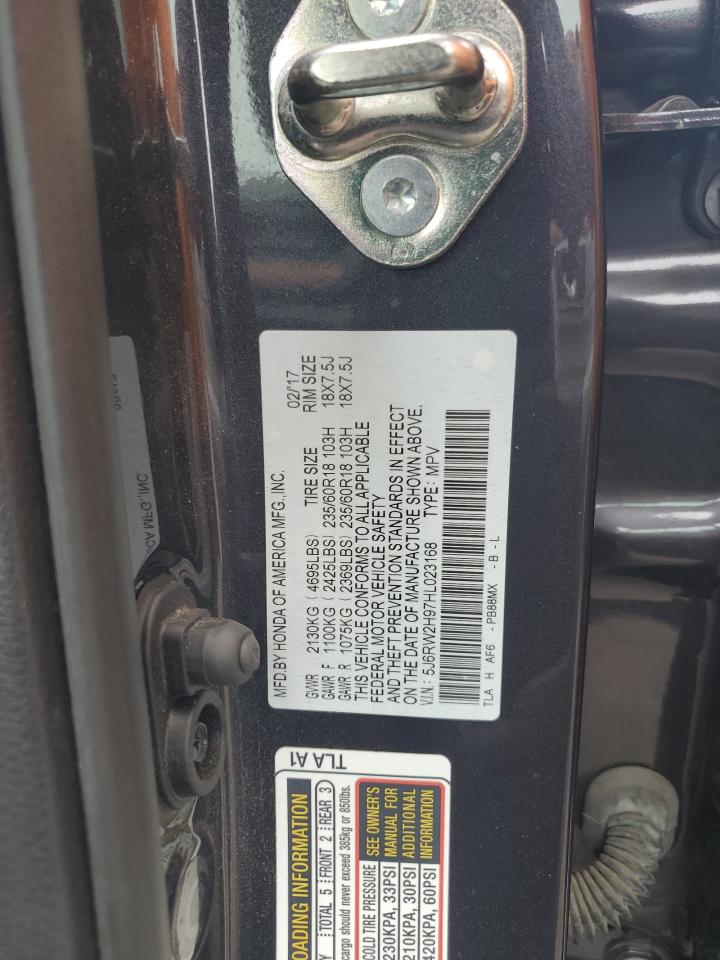 MFD.BY HONDA OF AMERICA MFG.,INC. 02/17
GVWR 2130KG ( 4695LBS) TIRE SIZE RIM SIZE
GAWR F 1100KG ( 2425LBS) 235/60R18 103H 18X7.5J
GAWR R 1075KG ( 2369LBS) 235/60R18 103H 18X7.5J
THIS VEHICLE CONFORMS TO ALL APPLICABLE
FEDERAL MOTOR VEHICLE SAFETY
AND THEFT PREVENTION STANDARDS IN EFFECT
ON THE DATE OF MANUFACTURE SHOWN ABOVE.
V.I.N.: 5J6RW2H97HL023168 TYPE: MPV
TLA H AF6 - PB88MX - B - L
TLA A1
OADING INFORMATION
Y TOTAL 5 FRONT 2 REAR 3
cargo should never exceed 385kg or 850lbs.
COLD TIRE PRESSURE
230KPA, 33PSI
210KPA, 30PSI
420KPA, 60PSI
SEE OWNER'S
MANUAL FOR
ADDITIONAL
INFORMATION
ICA MFG.,INC.